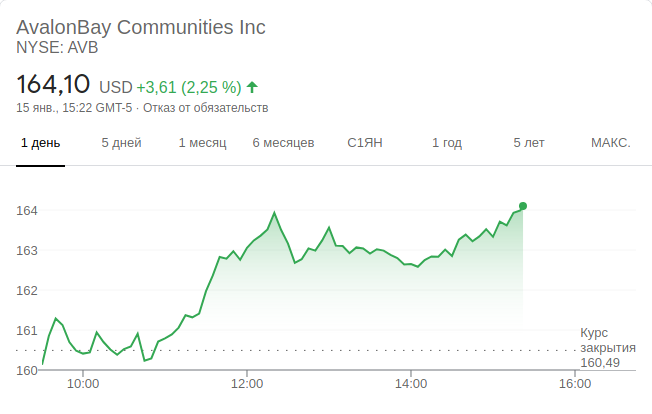 AvalonBay Communities Inc
NYSE: AVB
164,10 USD +3,61 (2,25 %)
15 янв., 15:22 GMT-5 · Отказ от обязательств
1 день 5 дней 1 месяц 6 месяцев С1ЯН 1 год 5 лет МАКС.
164
163
162
161
160
Курс
закрытия
160,49
10:00 12:00 14:00 16:00